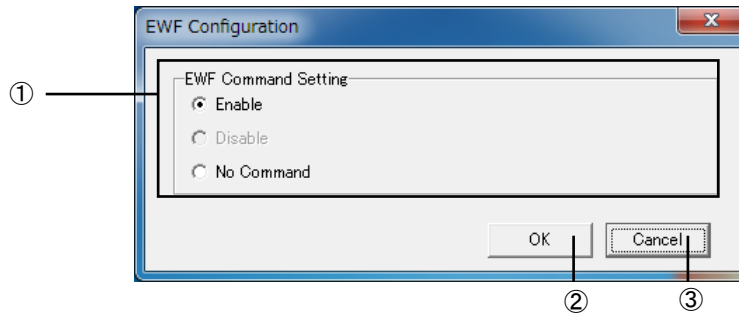 EWF Configuration
①
EWF Command Setting
Enable
Disable
No Command
OK
Cancel
②
③